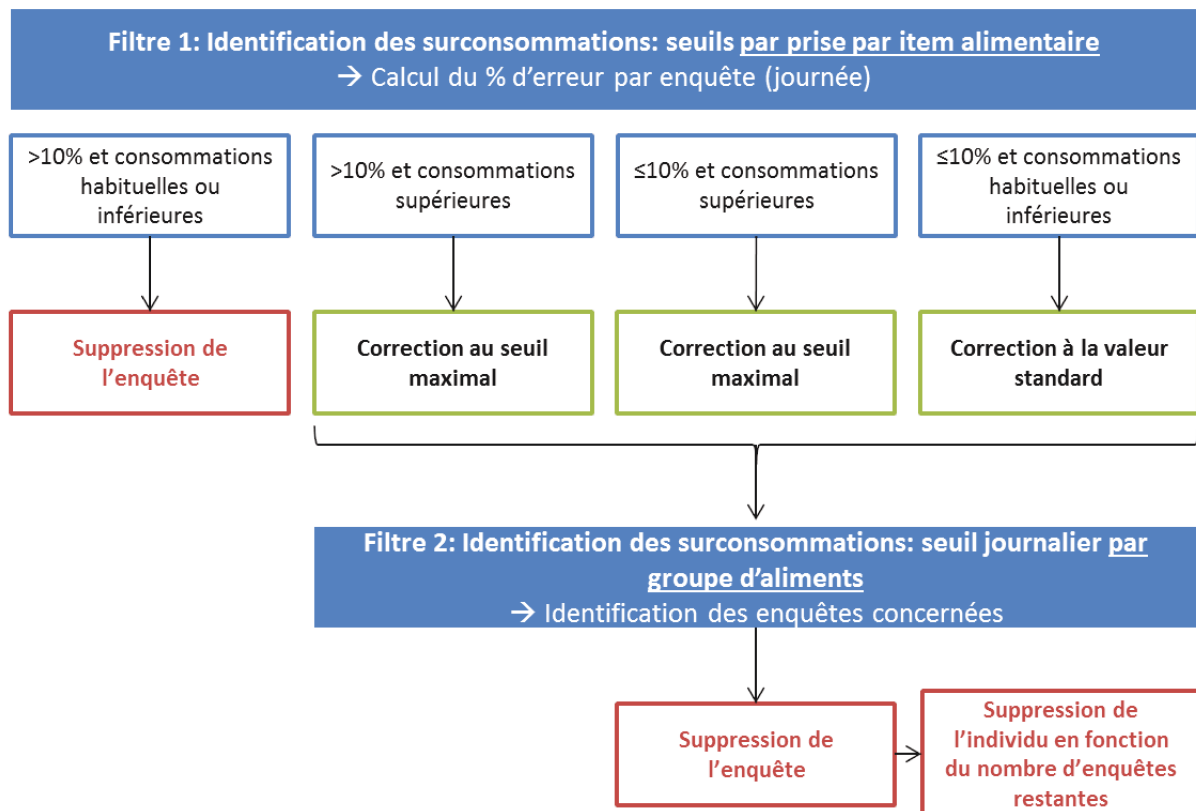 Filtre 1: Identification des surconsommations: seuils par prise par item alimentaire
→ Calcul du % d’erreur par enquête (journée)
>10% et consommations
habituelles ou
inférieures
>10% et consommations
supérieures
≤10% et consommations
supérieures
≤10% et consommations
habituelles ou
inférieures
Suppression de
l’enquête
Correction au seuil
maximal
Correction au seuil
maximal
Correction à la valeur
standard
Filtre 2: Identification des surconsommations: seuil journalier par
groupe d’aliments
→ Identification des enquêtes concernées
Suppression de
l’enquête
Suppression de
l’individu en fonction
du nombre d’enquêtes
restantes